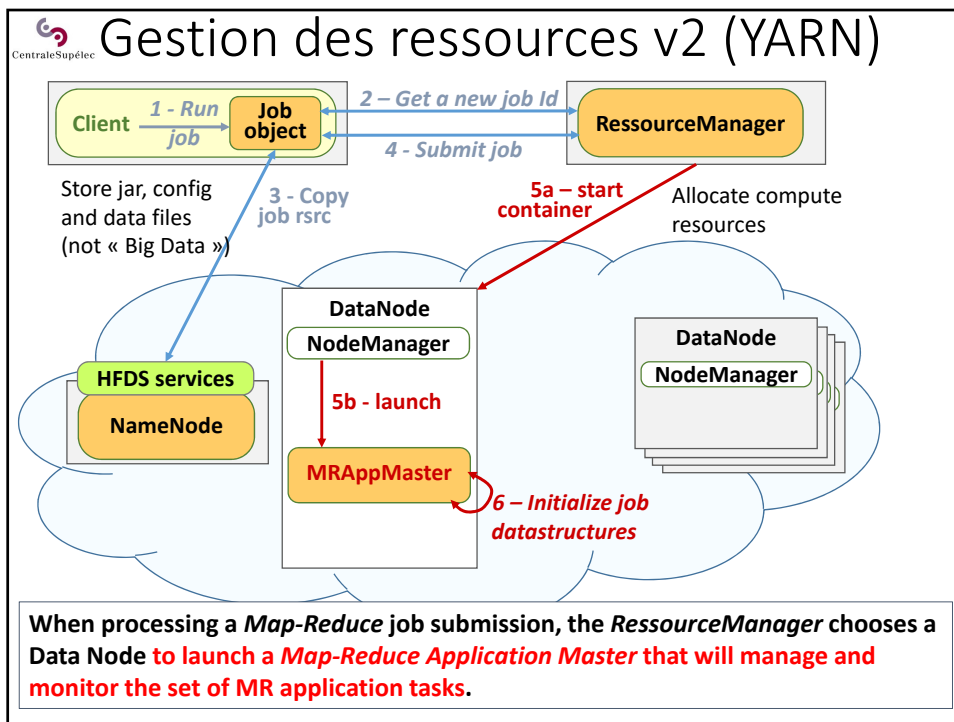 CentraleSupélec
Gestion des ressources v2 (YARN)
Client
1 - Run
job
Job
object
2 – Get a new job Id
4 - Submit job
RessourceManager
Store jar, config
and data files
(not « Big Data »)
3 - Copy
job rsrc
5a – start
container
Allocate compute
resources
DataNode
NodeManager
DataNode
NodeManager
HFDS services
NameNode
5b - launch
MRAppMaster
6 – Initialize job
datastructures
When processing a Map-Reduce job submission, the RessourceManager chooses a
Data Node to launch a Map-Reduce Application Master that will manage and
monitor the set of MR application tasks.